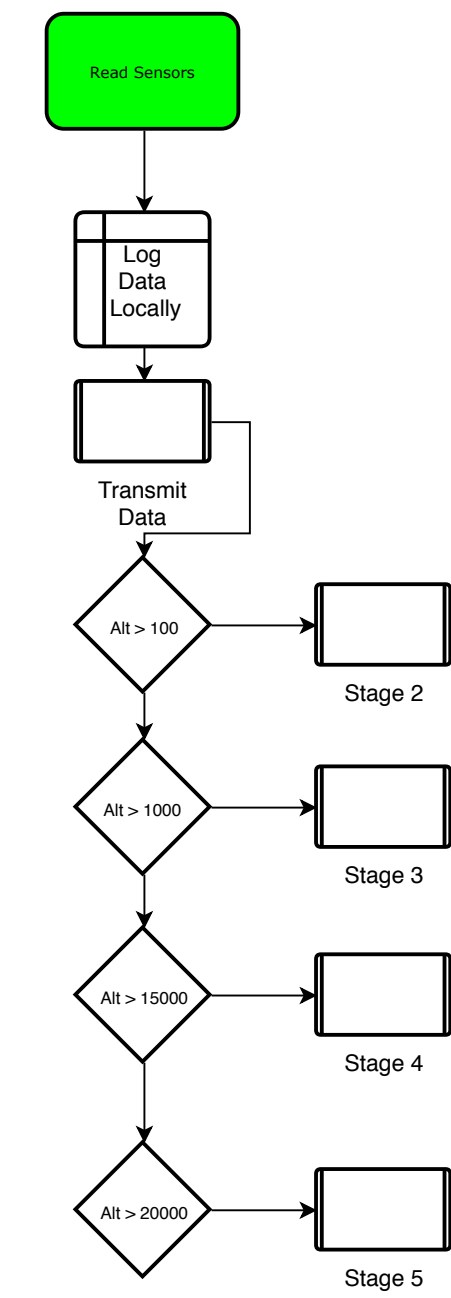 Read Sensors
Log
Data
Locally
Transmit
Data
Alt > 100
Stage 2
Alt > 1000
Stage 3
Alt > 15000
Stage 4
Alt > 20000
Stage 5